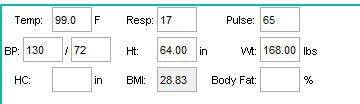 Temp: 99.0 F Resp: 17 Pulse: 65
BP: 130 / 72 Ht: 64.00 in Wt: 168.00 lbs
HC: in BMI: 28.83 Body Fat: %